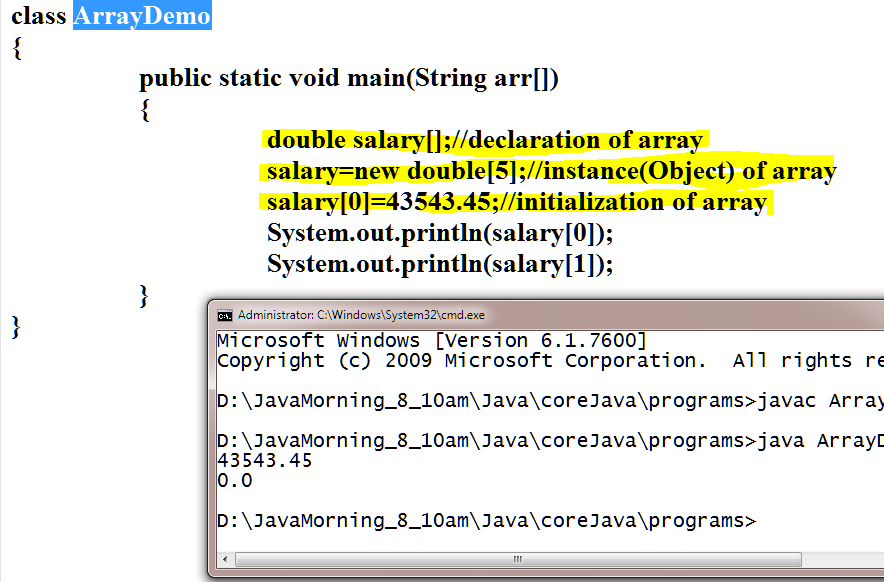 class ArrayDemo
{
public static void main(String arr[])
{
double salary[];//declaration of array
salary=new double[5];//instance(Object) of array
salary[0]=43543.45;//initialization of array
System.out.println(salary[0]);
System.out.println(salary[1]);
}
}
Administrator: C:\Windows\System32\cmd.exe
Microsoft Windows [Version 6.1.7600]
Copyright (c) 2009 Microsoft Corporation. All rights re
D:\JavaMorning_8_10am\Java\coreJava\programs>javac Array
D:\JavaMorning_8_10am\Java\coreJava\programs>java ArrayD
43543.45
0.0
D:\JavaMorning_8_10am\Java\coreJava\programs>